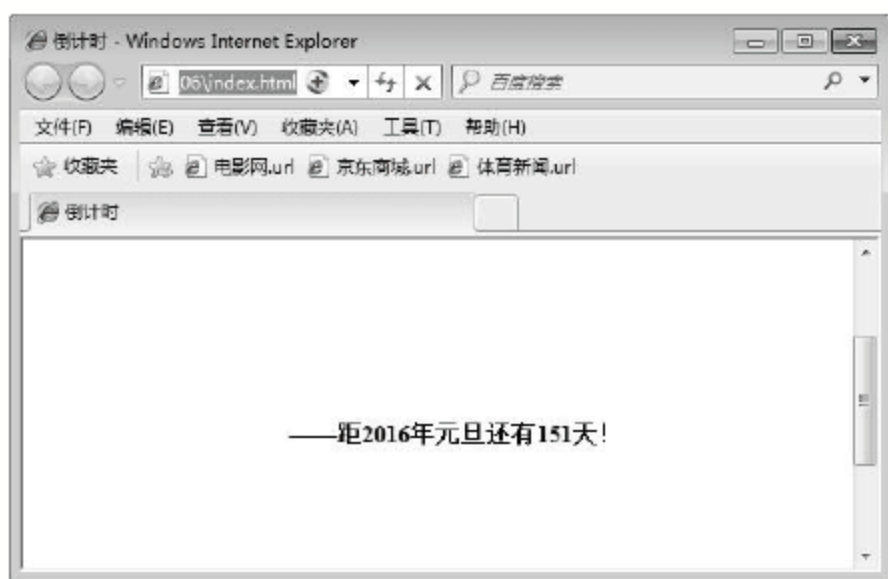 倒计时 - Windows Internet Explorer
06\index.html 百度搜索
文件(F) 编辑(E) 查看(V) 收藏夹(A) 工具(T) 帮助(H)
收藏夹 电影网.url 京东商城.url 体育新闻.url
倒计时
——距2016年元旦还有151天!